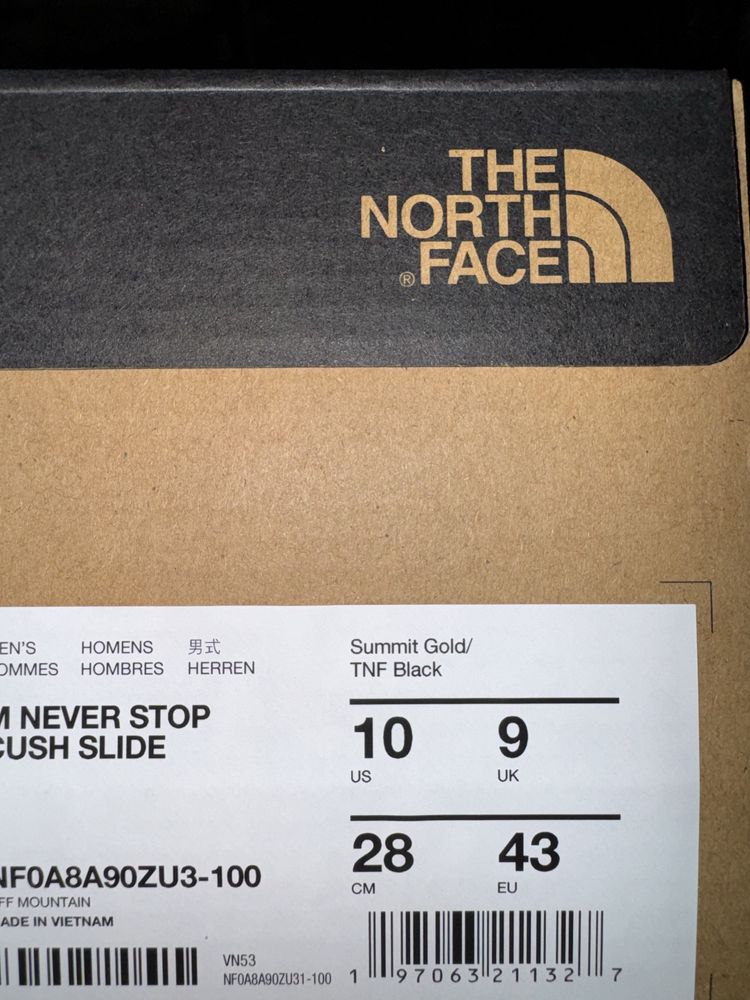 THE
NORTH
® FACE
EN'S HOMENS 男式
OMMES HOMBRES HERREN
M NEVER STOP
CUSH SLIDE
Summit Gold/
TNF Black
10 9
US UK
28 43
CM EU
NF0A8A90ZU3-100
FF MOUNTAIN
ADE IN VIETNAM
VN53
NF0A8A90ZU31-100
1 97063 21132 7